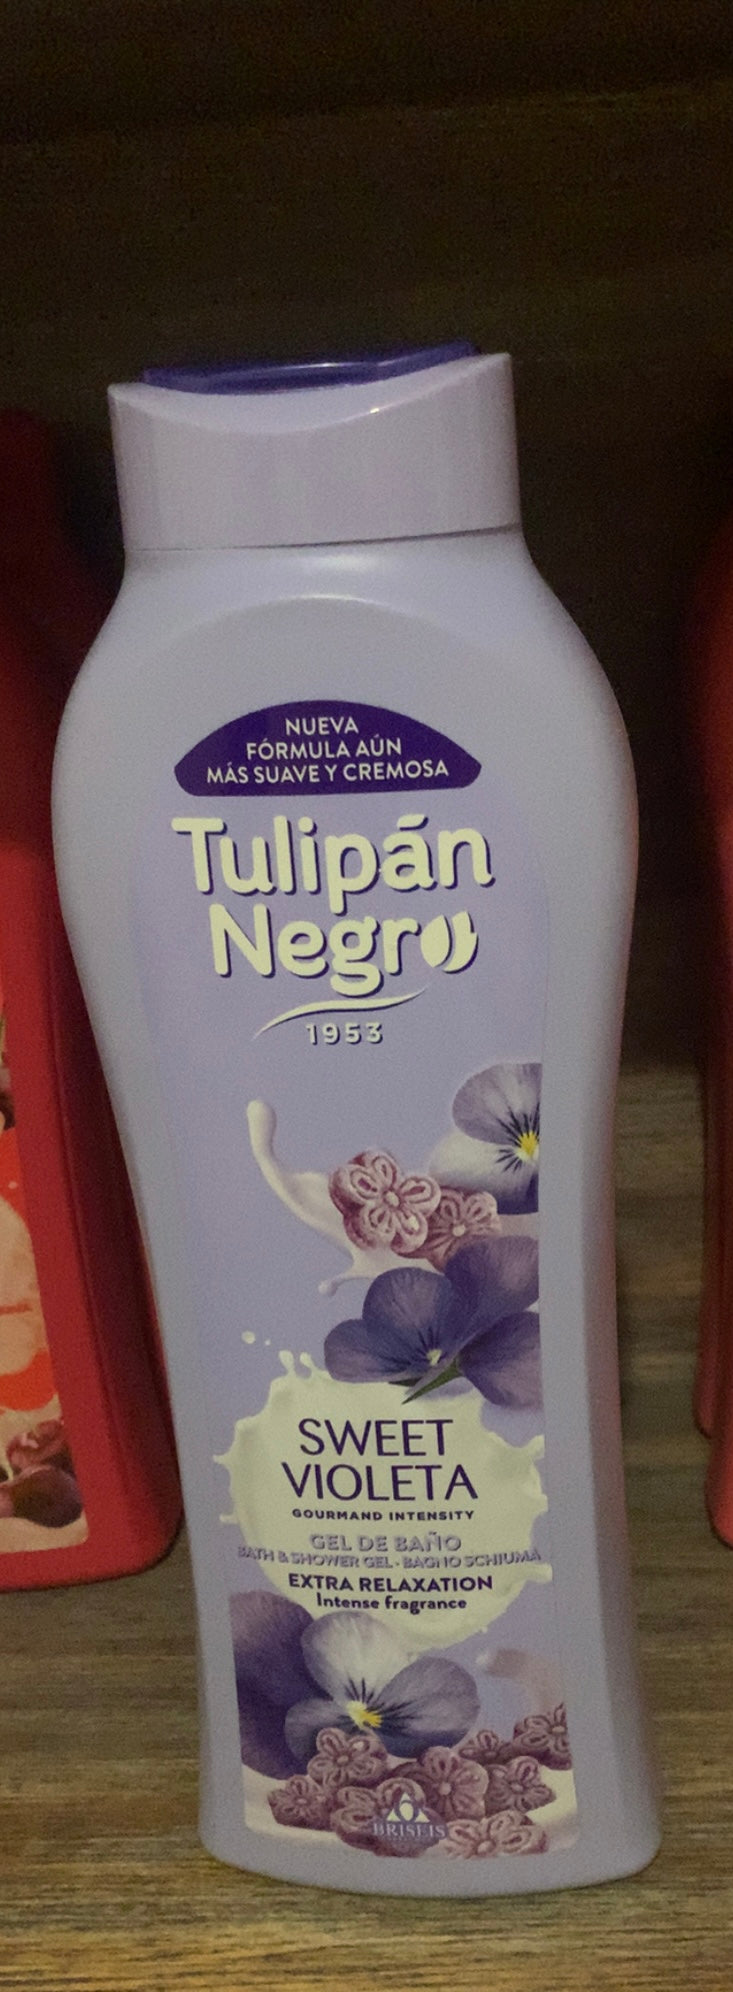 NUEVA
FÓRMULA AÚN
MÁS SUAVE Y CREMOSA
Tulipán
Negro
1953
SWEET
VIOLETA
GOURMAND INTENSITY
GEL DE BAÑO
BATH & SHOWER GEL - BAGNO SCHIUMA
EXTRA RELAXATION
Intense fragrance
BRISEIS